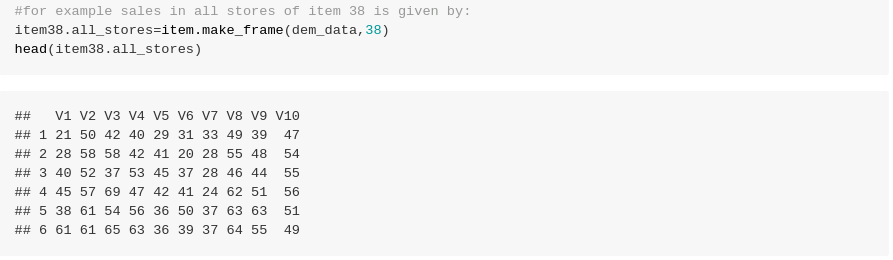 #for example sales in all stores of item 38 is given by:
item38.all_stores=item.make_frame(dem_data,38)
head(item38.all_stores)
##   V1 V2 V3 V4 V5 V6 V7 V8 V9 V10
## 1 21 50 42 40 29 31 33 49 39  47
## 2 28 58 58 42 41 20 28 55 48  54
## 3 40 52 37 53 45 37 28 46 44  55
## 4 45 57 69 47 42 41 24 62 51  56
## 5 38 61 54 56 36 50 37 63 63  51
## 6 61 61 65 63 36 39 37 64 55  49